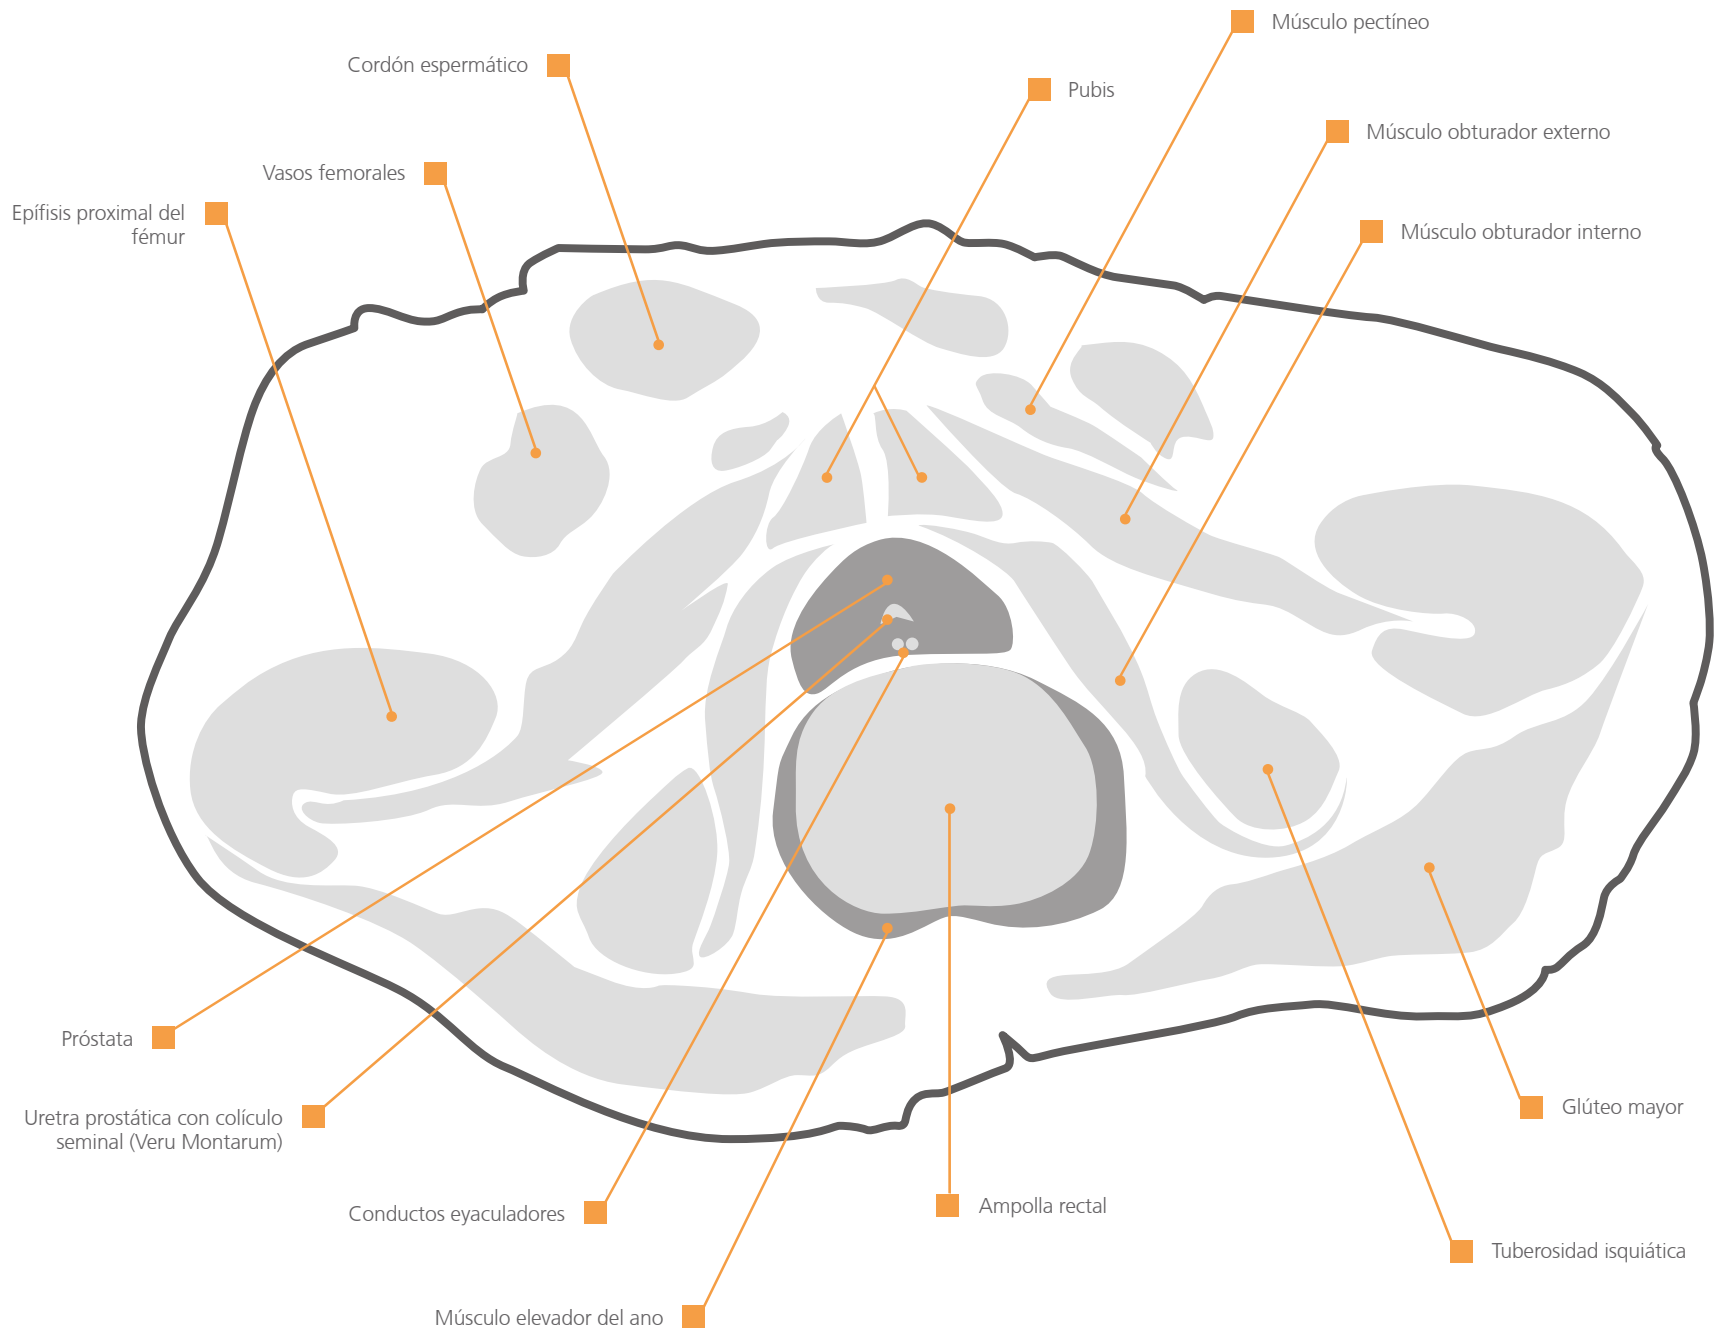 Músculo pectíneo
Cordón espermático
Pubis
Músculo obturador externo
Vasos femorales
Epífisis proximal del
fémur
Músculo obturador interno
Próstata
Uretra prostática con colículo
seminal (Veru Montarum)
Glúteo mayor
Conductos eyaculadores
Ampolla rectal
Tuberosidad isquiática
Músculo elevador del ano